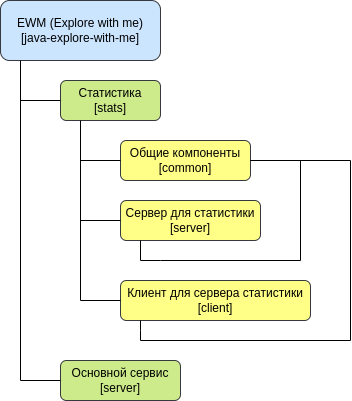 EWM (Explore with me)
[java-explore-with-me]
Статистика
[stats]
Общие компоненты
[common]
Сервер для статистики
[server]
Клиент для сервера статистики
[client]
Основной сервис
[server]